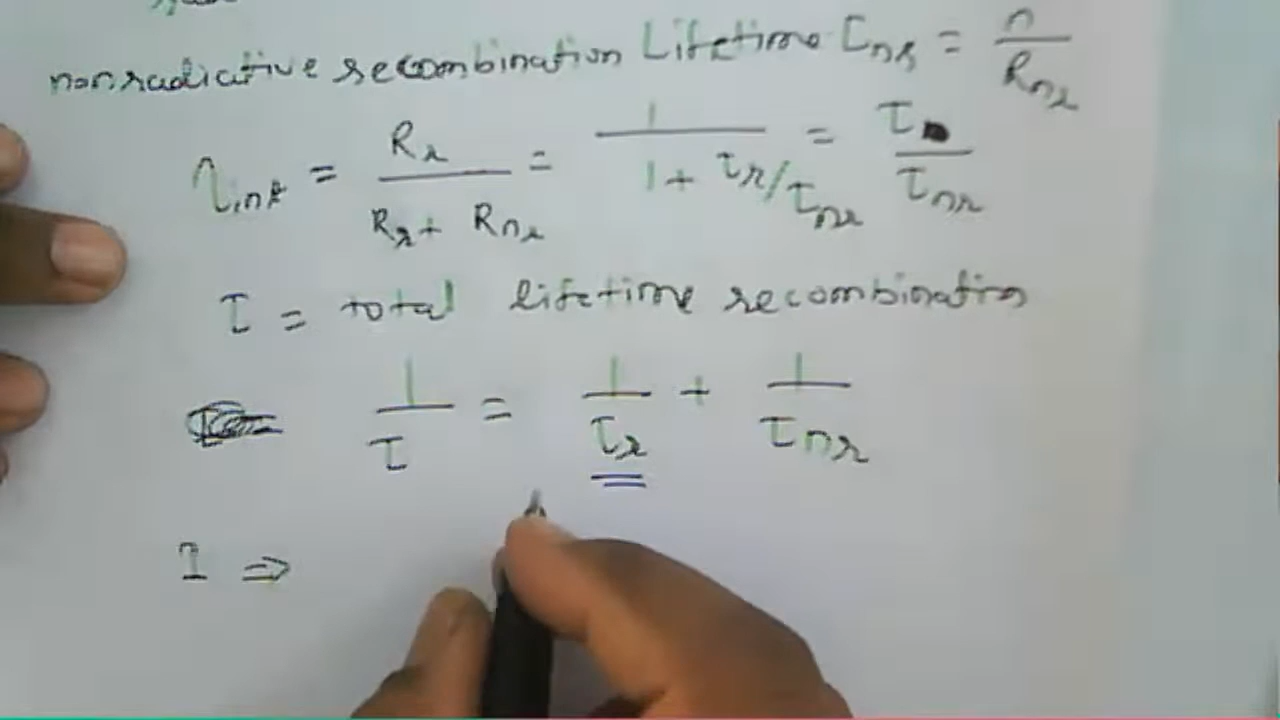 nonradiative recombination Lifetime τnr = n / Rnr
ηint = Rr / Rr + Rnr = 1 / 1 + τr/τnr = τ / τnr
τ = total lifetime recombination
1/τ = 1/τr + 1/τnr
I ⇒